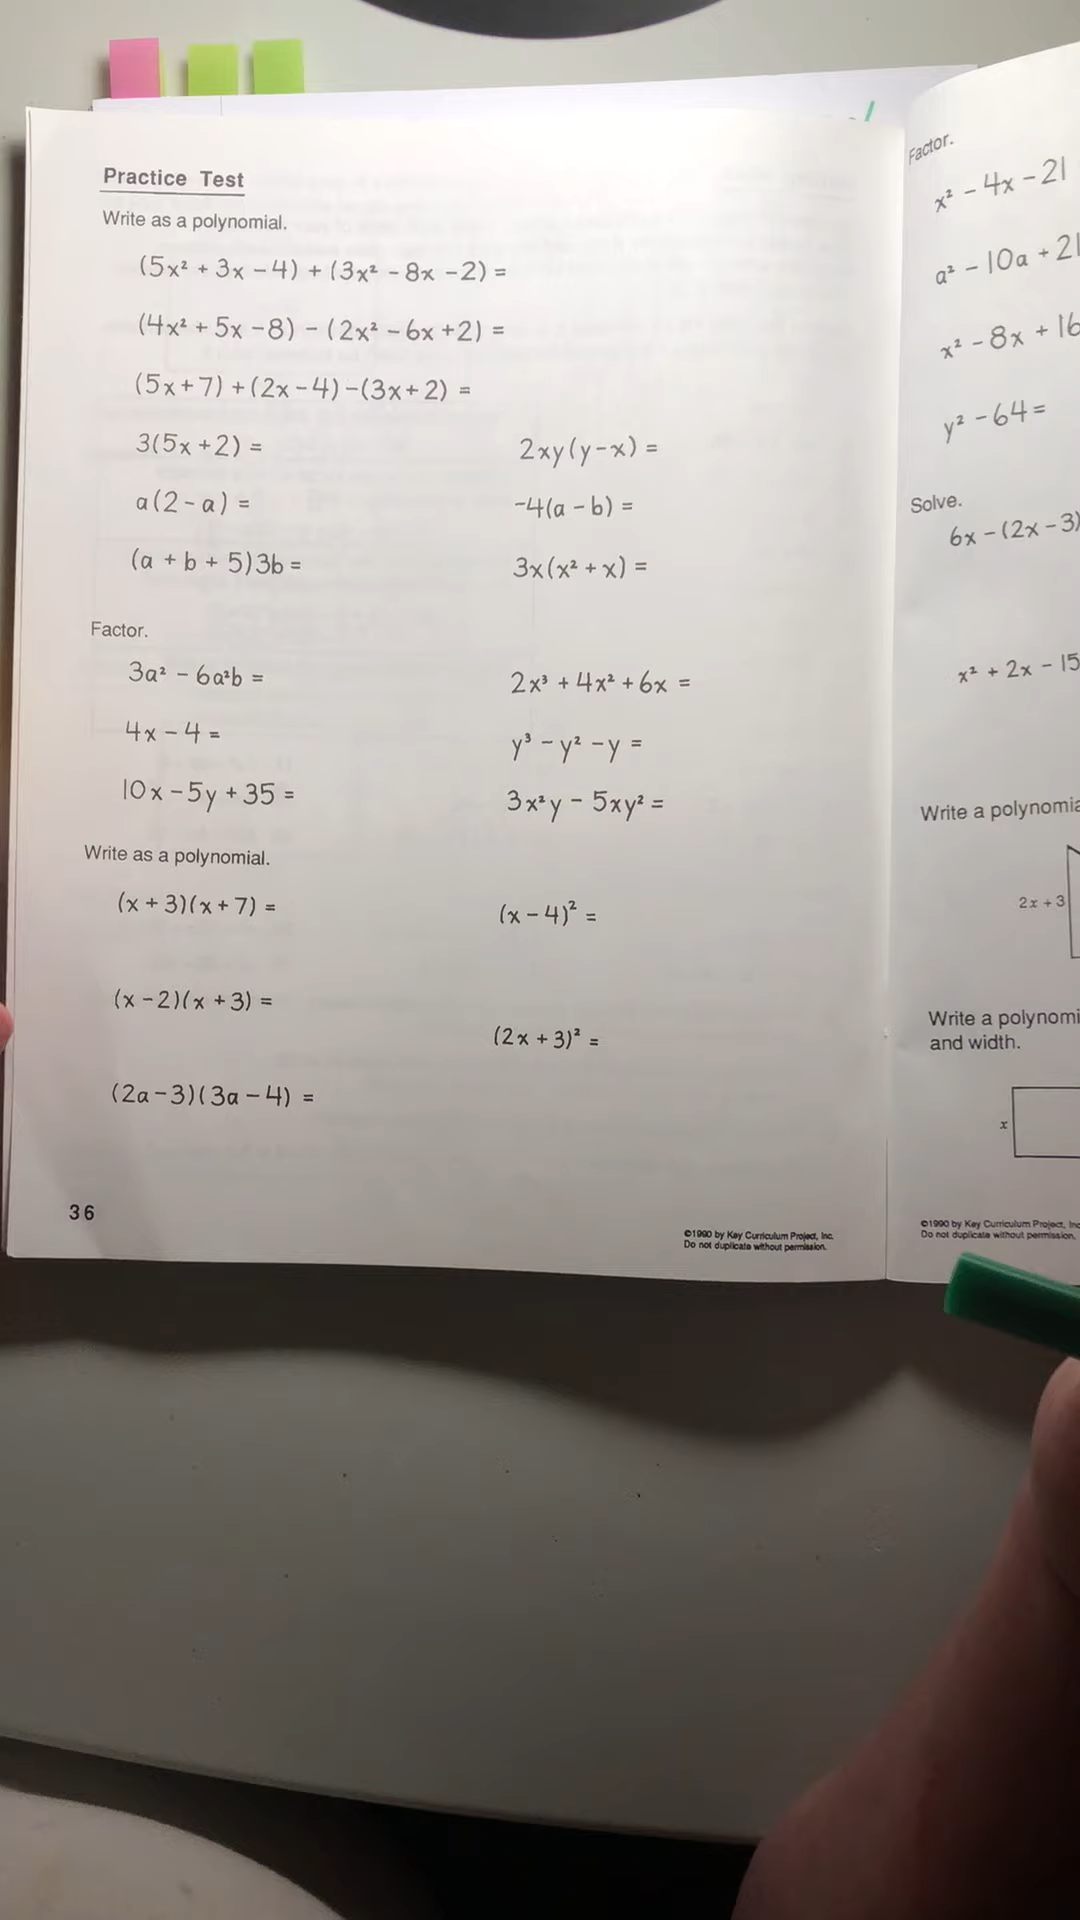 Practice Test
Write as a polynomial.
(5x² + 3x - 4) + (3x² - 8x - 2) =
(4x² + 5x - 8) - (2x² - 6x + 2) =
(5x + 7) + (2x - 4) - (3x + 2) =
3(5x + 2) =
2xy(y - x) =
a(2 - a) =
-4(a - b) =
(a + b + 5)3b =
3x(x² + x) =
Factor.
3a² - 6a²b =
2x³ + 4x² + 6x =
4x - 4 =
y³ - y² - y =
10x - 5y + 35 =
3x²y - 5xy² =
Write as a polynomial.
(x + 3)(x + 7) =
(x - 4)² =
(x - 2)(x + 3) =
(2x + 3)² =
(2a - 3)(3a - 4) =
36
©1990 by Key Curriculum Project, Inc.
Do not duplicate without permission.
Factor.
x² - 4x - 21
a² - 10a + 21
x² - 8x + 16
y² - 64 =
Solve.
6x - (2x - 3)
x² + 2x - 15
Write a
2x + 3
Write a
and width.
x
©1990 by Key Curriculum Project, Inc
Do not duplicate without permission.